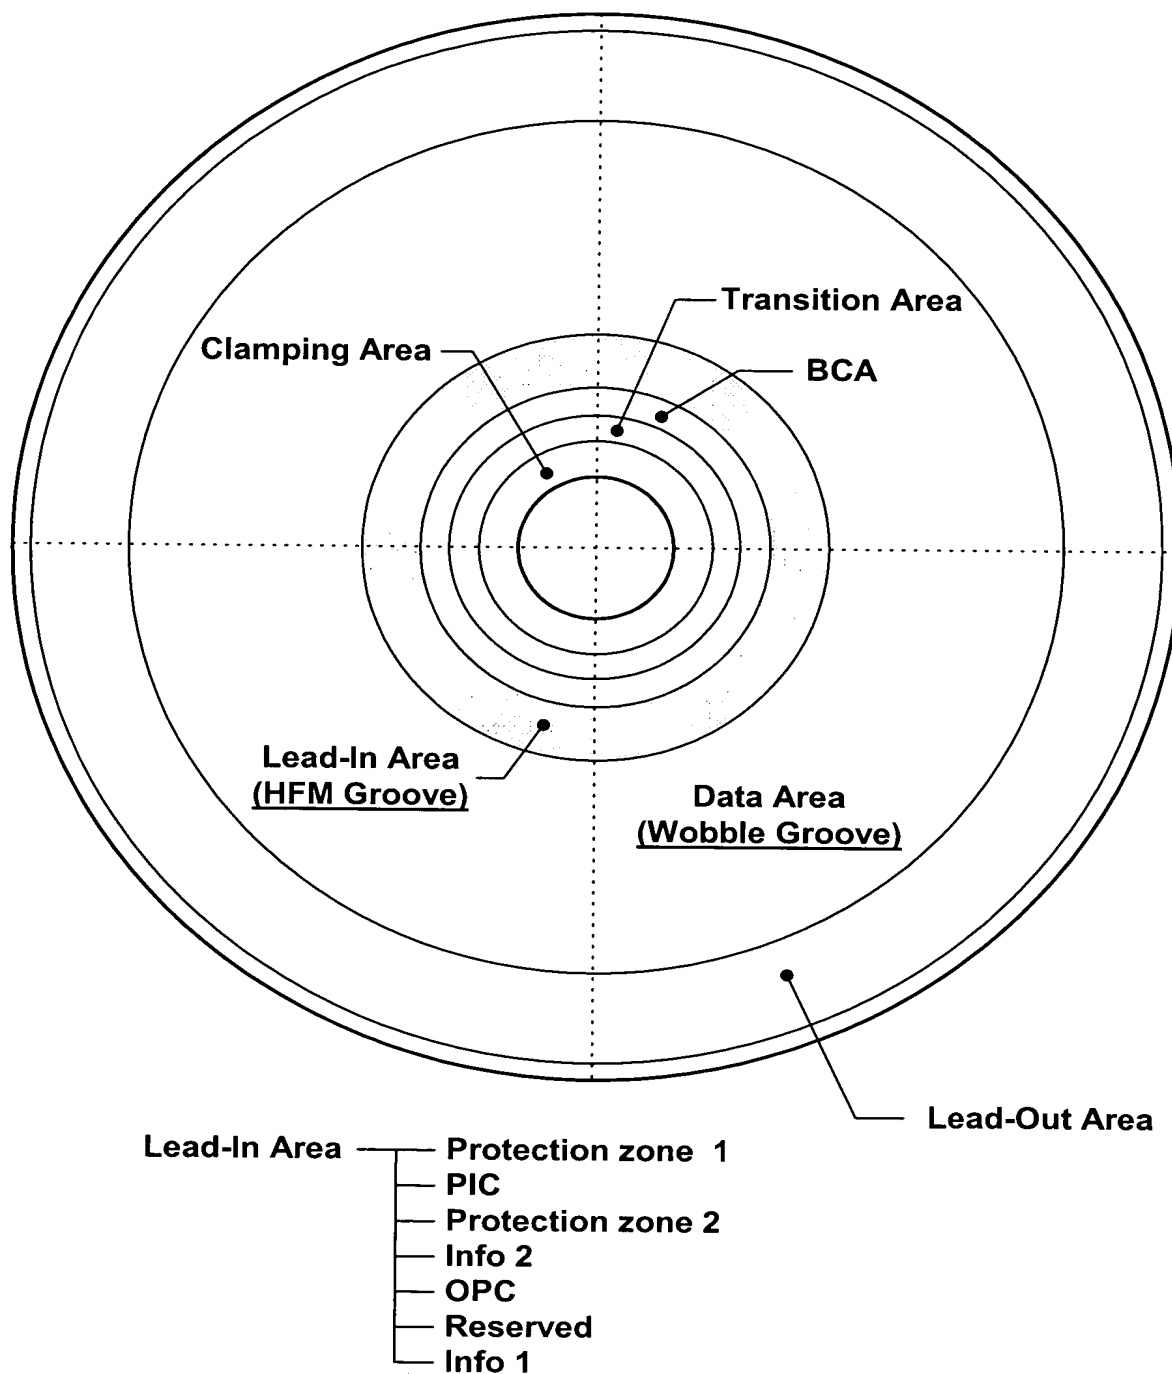 Transition Area
Clamping Area
BCA
Lead-In Area
(HFM Groove)
Data Area
(Wobble Groove)
Lead-Out Area
Lead-In Area
Protection zone 1
PIC
Protection zone 2
Info 2
OPC
Reserved
Info 1